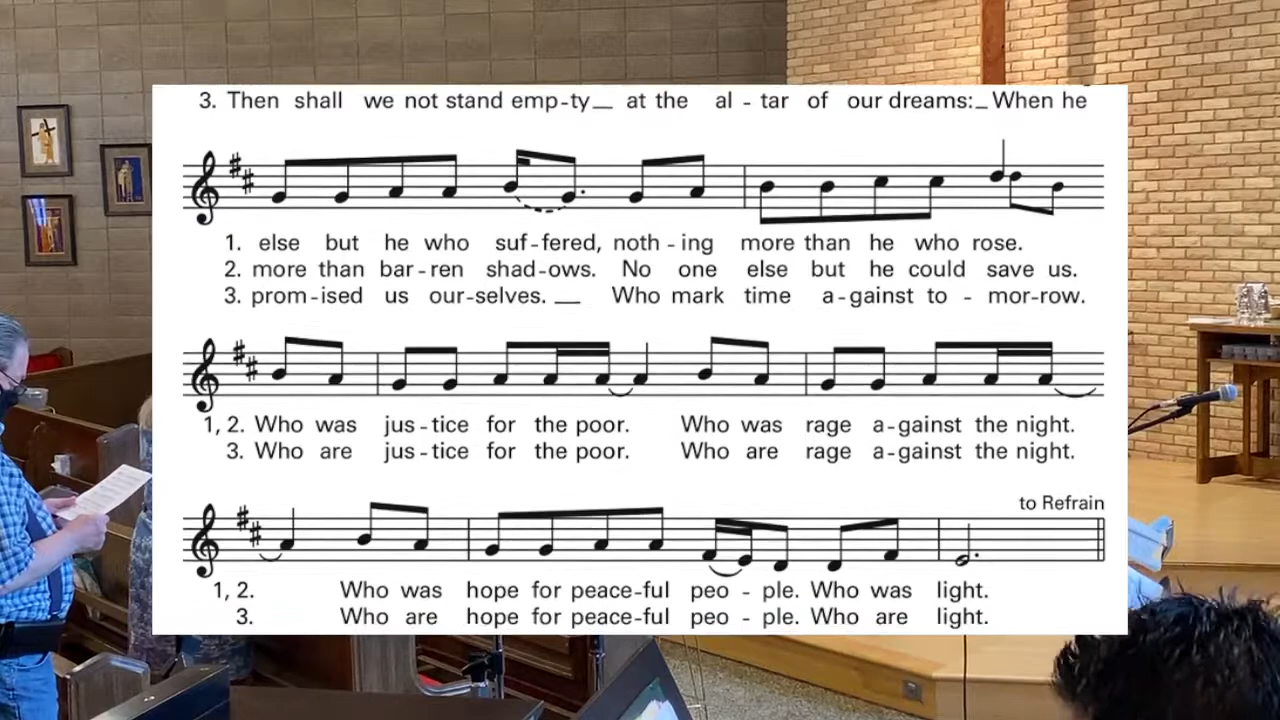 3. Then shall we not stand emp-ty__ at the al - tar of our dreams:_ When he
1. else but he who suf-fered, noth - ing more than he who rose.
2. more than bar-ren shad-ows. No one else but he could save us.
3. prom-ised us our-selves. __ Who mark time a-gainst to - mor-row.
1, 2. Who was jus-tice for the poor. Who was rage a-gainst the night.
3. Who are jus-tice for the poor. Who are rage a-gainst the night.
to Refrain
1, 2. Who was hope for peace-ful peo - ple. Who was light.
3. Who are hope for peace-ful peo - ple. Who are light.